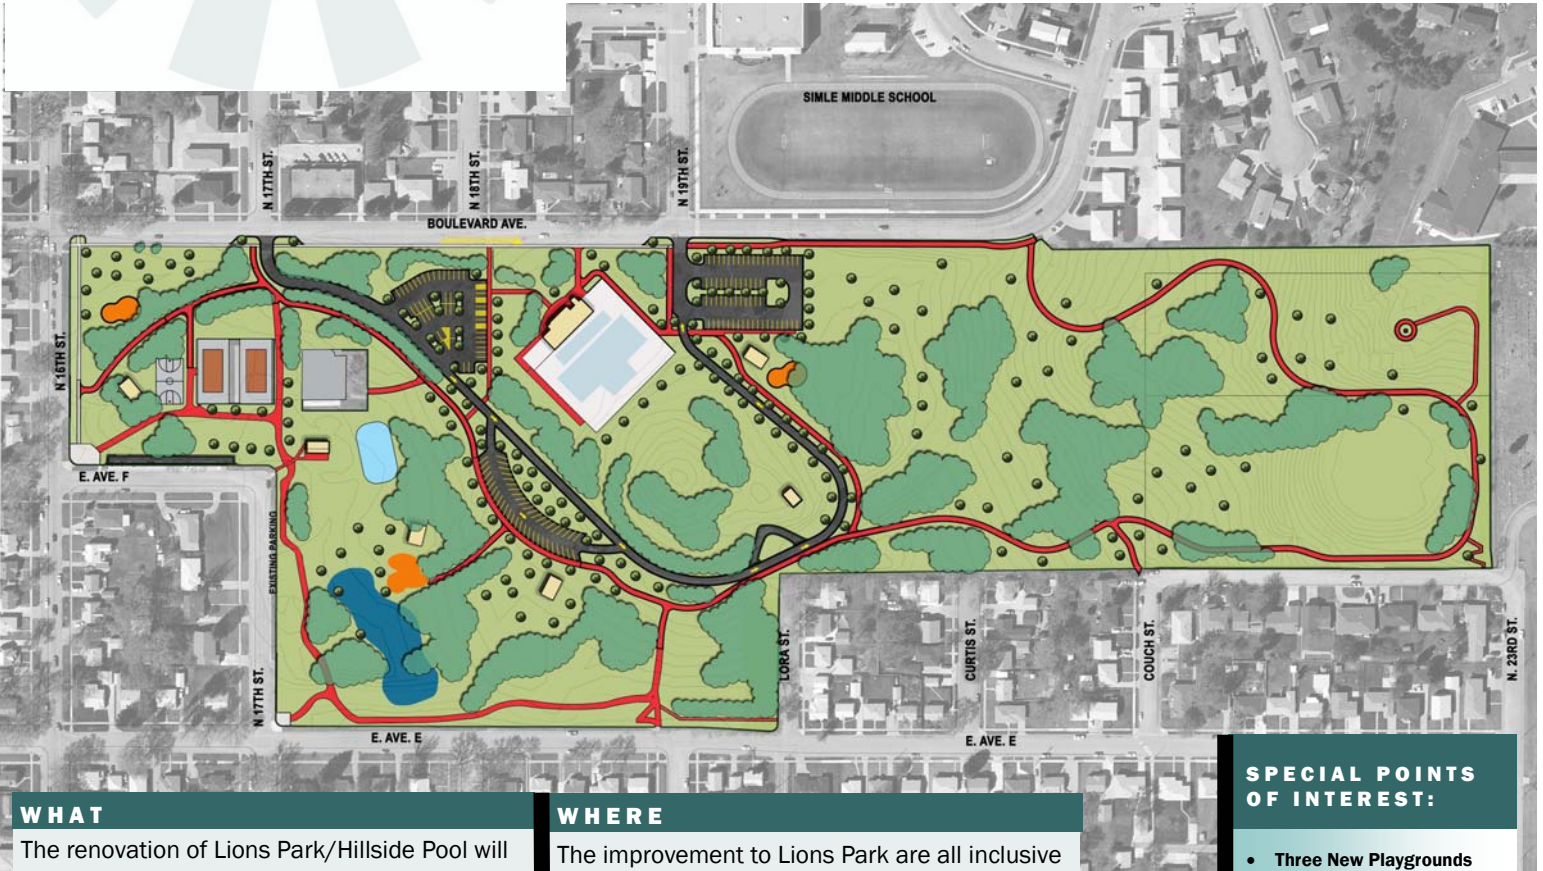 SIMLE MIDDLE SCHOOL
N 17TH ST.
N 18TH ST.
N 19TH ST.
BOULEVARD AVE.
N 16TH ST.
E. AVE. F
EXISTING PARKING
N 17TH ST.
LORA ST.
CURTIS ST.
COUCH ST.
N. 23RD ST.
E. AVE. E
E. AVE. E
WHAT
The renovation of Lions Park/Hillside Pool will
WHERE
The improvement to Lions Park are all inclusive
SPECIAL POINTS
OF INTEREST:
• Three New Playgrounds